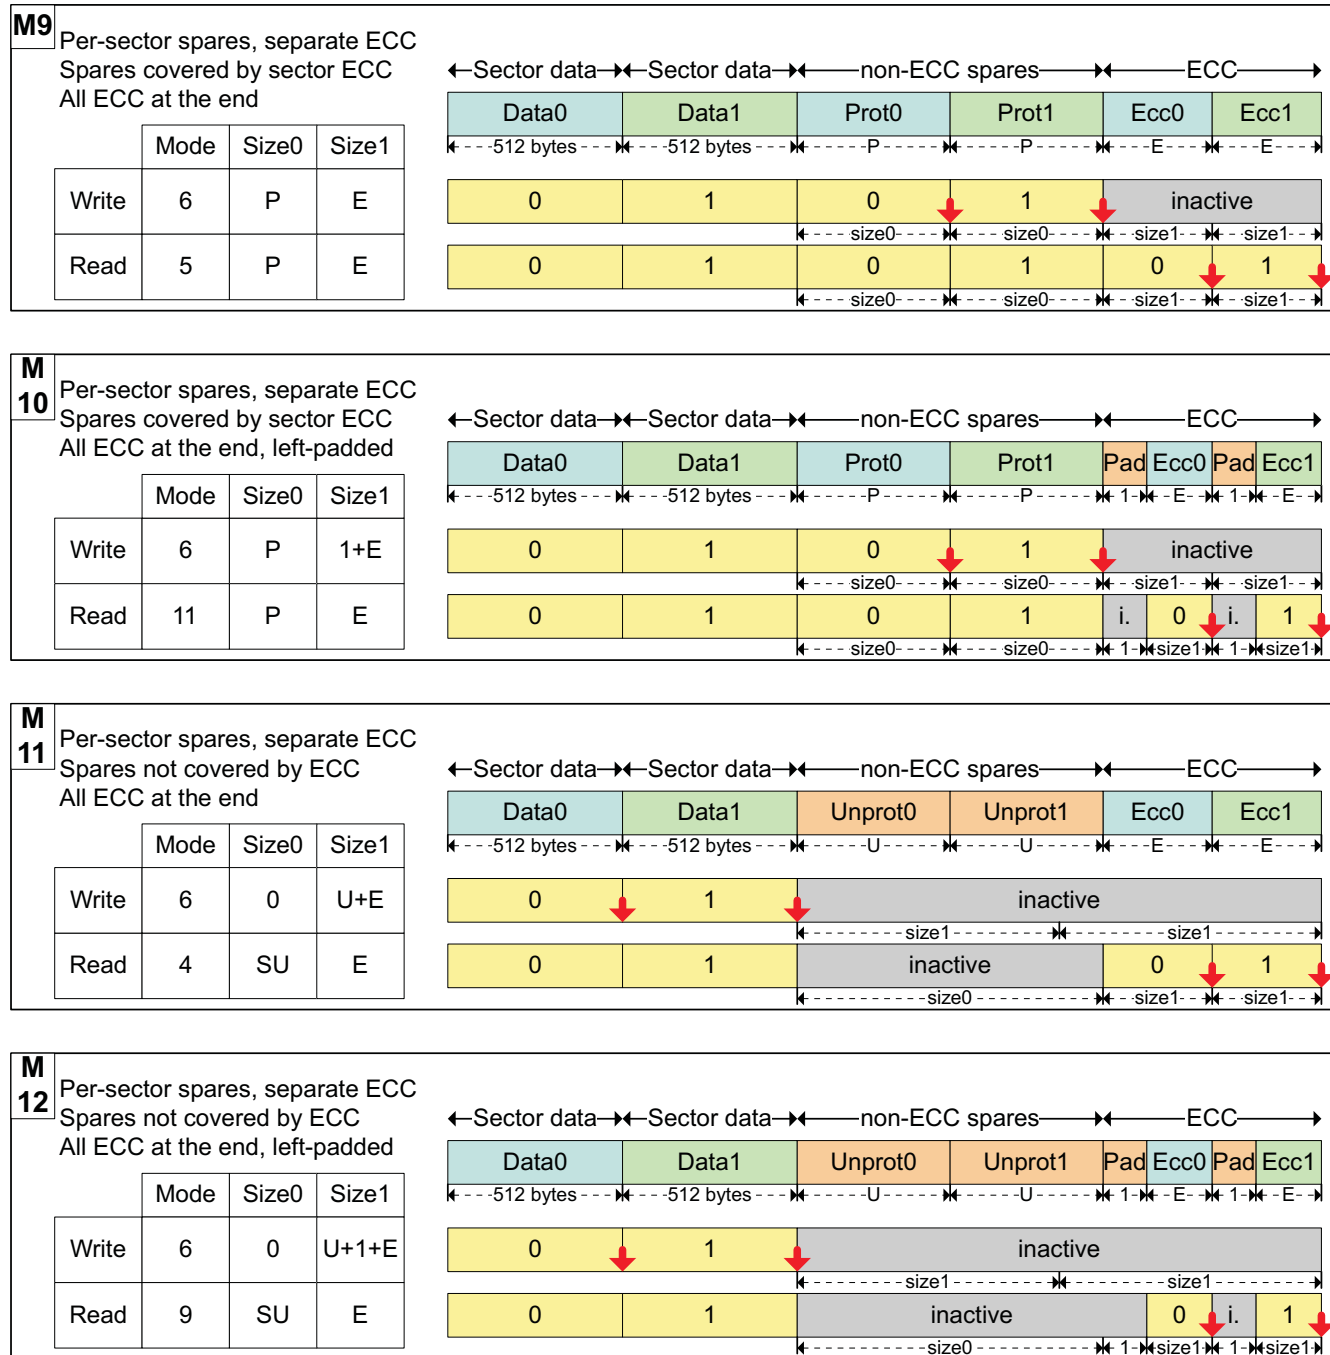 M9
Per-sector spares, separate ECC
Spares covered by sector ECC
All ECC at the end
Mode Size0 Size1
Write 6 P E
Read 5 P E
Sector data Sector data non-ECC spares ECC
Data0 Data1 Prot0 Prot1 Ecc0 Ecc1
512 bytes 512 bytes P P E E
0 1 0 1 inactive
size0 size0 size1 size1
0 1 0 1 0 1
size0 size0 size1 size1
M
10
Per-sector spares, separate ECC
Spares covered by sector ECC
All ECC at the end, left-padded
Mode Size0 Size1
Write 6 P 1+E
Read 11 P E
Sector data Sector data non-ECC spares ECC
Data0 Data1 Prot0 Prot1 Pad Ecc0 Pad Ecc1
512 bytes 512 bytes P P 1 E 1 E
0 1 0 1 inactive
size0 size0 size1 size1
0 1 0 1 i. 0 i. 1
size0 size0 1 size1 1 size1
M
11
Per-sector spares, separate ECC
Spares not covered by ECC
All ECC at the end
Mode Size0 Size1
Write 6 0 U+E
Read 4 SU E
Sector data Sector data non-ECC spares ECC
Data0 Data1 Unprot0 Unprot1 Ecc0 Ecc1
512 bytes 512 bytes U U E E
0 1 inactive
size1 size1
0 1 inactive 0 1
size0 size1 size1
M
12
Per-sector spares, separate ECC
Spares not covered by ECC
All ECC at the end, left-padded
Mode Size0 Size1
Write 6 0 U+1+E
Read 9 SU E
Sector data Sector data non-ECC spares ECC
Data0 Data1 Unprot0 Unprot1 Pad Ecc0 Pad Ecc1
512 bytes 512 bytes U U 1 E 1 E
0 1 inactive
size1 size1
0 1 inactive 0 i. 1
size0 1 size1 1 size1